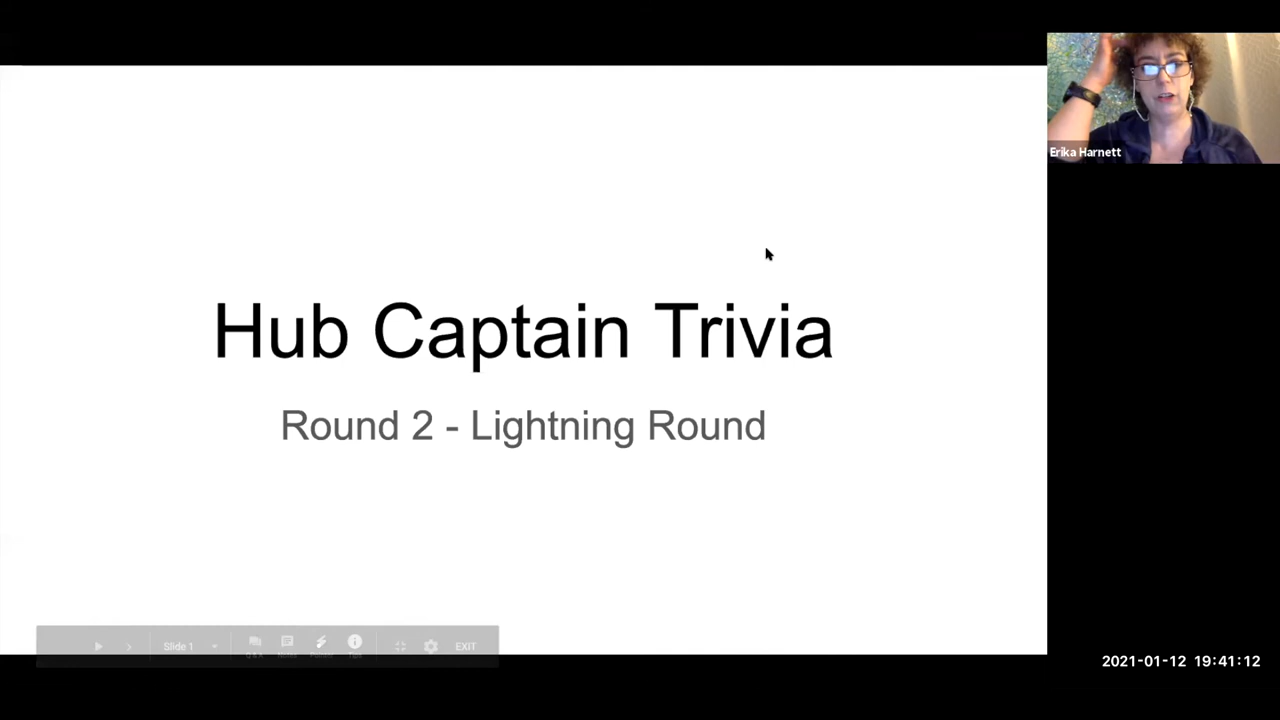 Erika Harnett
Hub Captain Trivia
Round 2 - Lightning Round
Slide 1
EXIT
2021-01-12 19:41:12